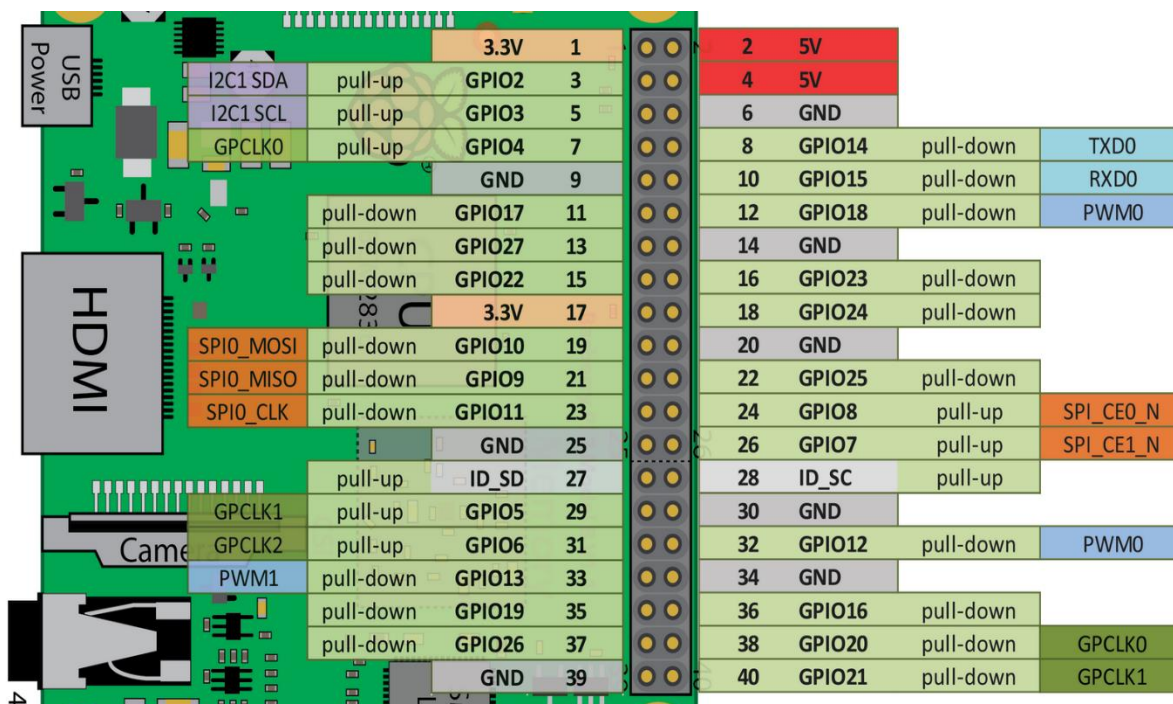 USB Power
3.3V 1 2 5V
I2C1 SDA pull-up GPIO2 3 4 5V
I2C1 SCL pull-up GPIO3 5 6 GND
GPCLK0 pull-up GPIO4 7 8 GPIO14 pull-down TXD0
GND 9 10 GPIO15 pull-down RXD0
pull-down GPIO17 11 12 GPIO18 pull-down PWM0
pull-down GPIO27 13 14 GND
pull-down GPIO22 15 16 GPIO23 pull-down
3.3V 17 18 GPIO24 pull-down
HDMI
SPI0_MOSI pull-down GPIO10 19 20 GND
SPI0_MISO pull-down GPIO9 21 22 GPIO25 pull-down
SPI0_CLK pull-down GPIO11 23 24 GPIO8 pull-up SPI_CE0_N
GND 25 26 GPIO7 pull-up SPI_CE1_N
pull-up ID_SD 27 28 ID_SC pull-up
GPCLK1 pull-up GPIO5 29 30 GND
Came
GPCLK2 pull-up GPIO6 31 32 GPIO12 pull-down PWM0
PWM1 pull-down GPIO13 33 34 GND
pull-down GPIO19 35 36 GPIO16 pull-down
pull-down GPIO26 37 38 GPIO20 pull-down GPCLK0
GND 39 40 GPIO21 pull-down GPCLK1
4